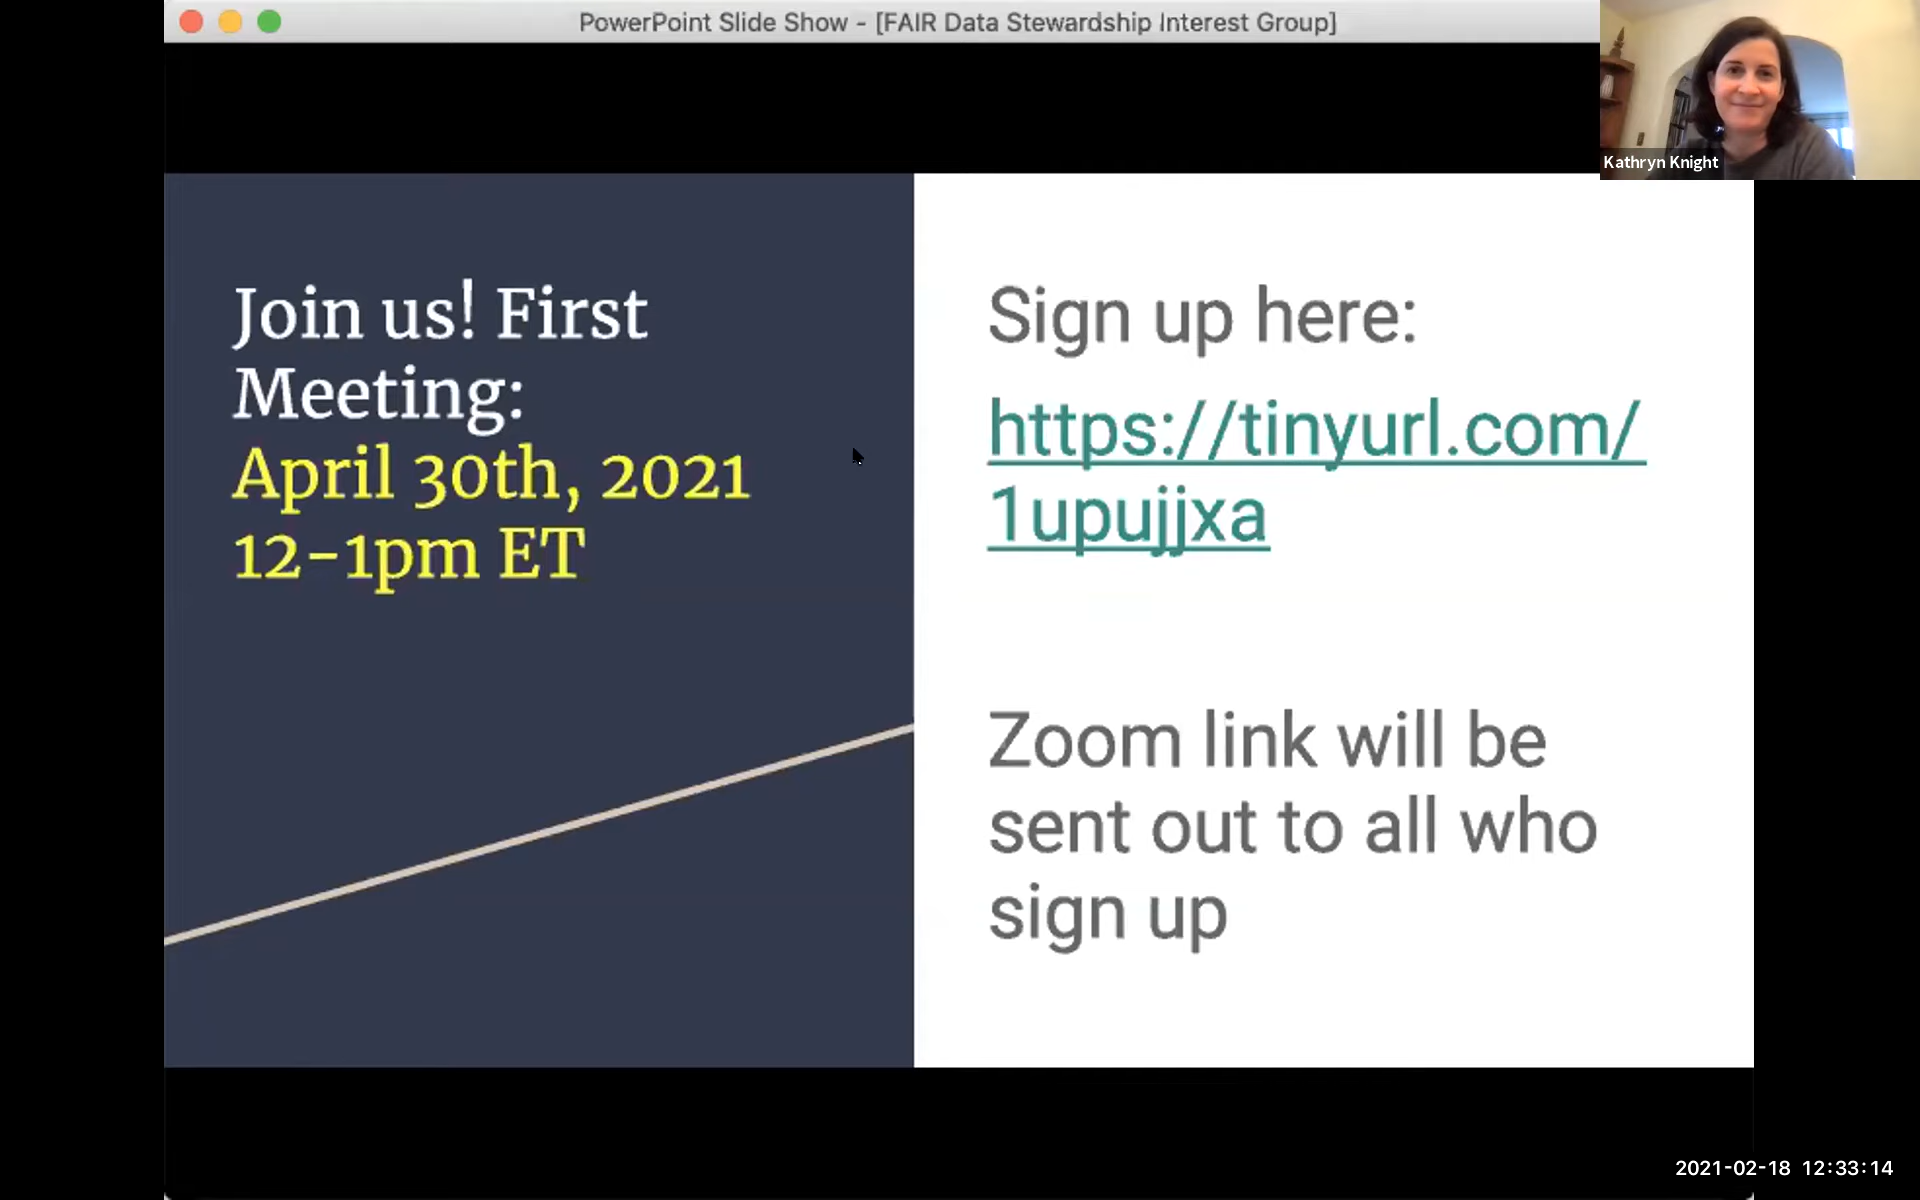 PowerPoint Slide Show - [FAIR Data Stewardship Interest Group]
Kathryn Knight
Join us! First
Meeting:
April 30th, 2021
12-1pm ET
Sign up here:
https://tinyurl.com/
1upujjxa
Zoom link will be
sent out to all who
sign up
2021-02-18 12:33:14